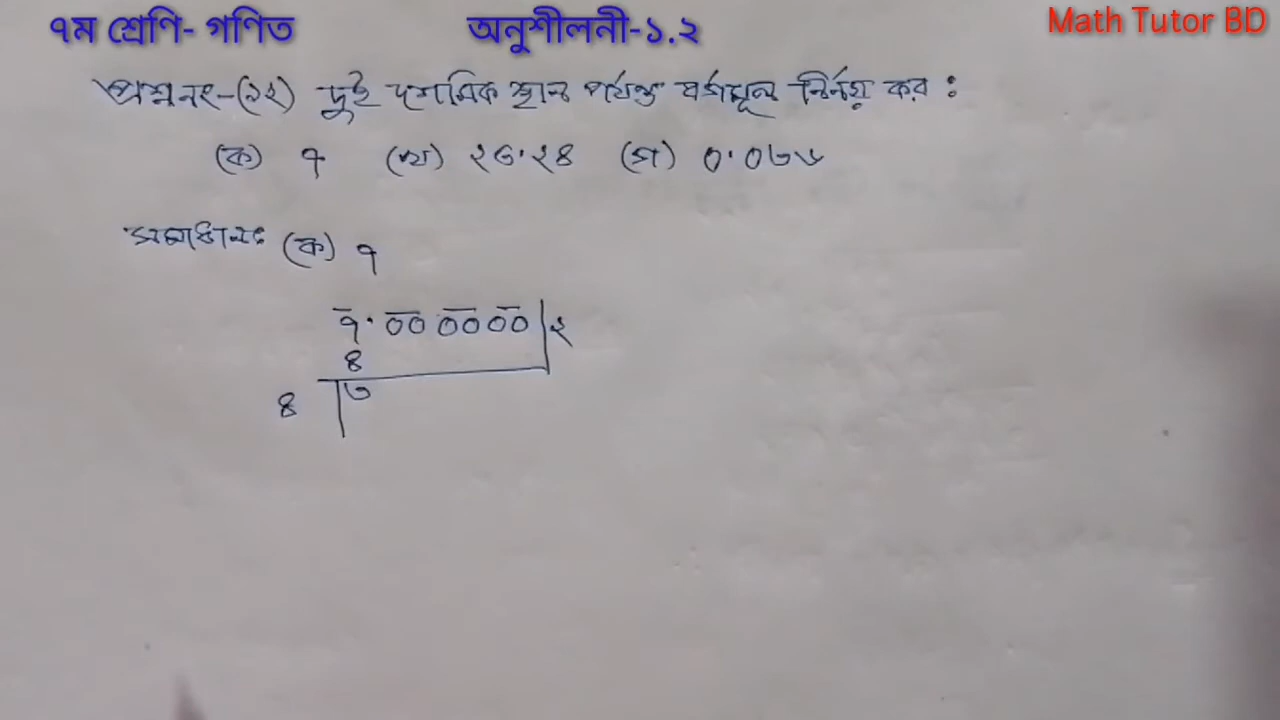 ৭ম শ্রেণি- গণিত অনুশীলনী-১.২ Math Tutor BD
প্রশ্ন নং-(১২) দুই দশমিক স্থান পর্যন্ত বর্গমূল নির্ণয় কর :
(ক) ৭ (খ) ২৩.২৪ (গ) ০.০৩৬
সমাধানঃ (ক) ৭
৭.০০ ০০ ০০ ২
৪
৪ ৩